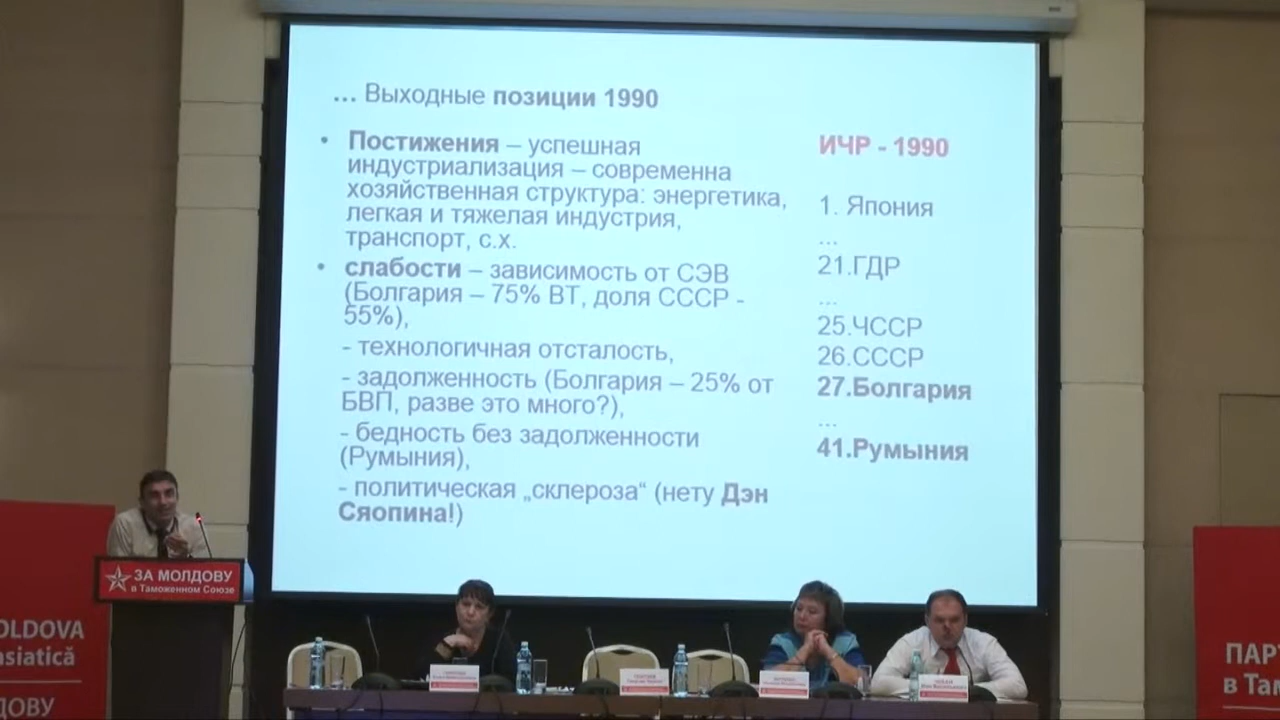 ... Выходные позиции 1990
• Постижения – успешная
индустриализация – современна
хозяйственная структура: энергетика,
легкая и тяжелая индустрия,
транспорт, с.х.
• слабости – зависимость от СЭВ
(Болгария – 75% ВТ, доля СССР -
55%),
- технологичная отсталость,
- задолженность (Болгария – 25% от
БВП, разве это много?),
- бедность без задолженности
(Румыния),
- политическая „склероза“ (нету Дэн
Сяопина!)
ИЧР - 1990
1. Япония
...
21.ГДР
...
25.ЧССР
26.СССР
27.Болгария
...
41.Румыния
ЗА МОЛДОВУ
в Таможенном Союзе
OLDOVA
asiatică
ЛДОВУ
ПАРТ
в Тамо